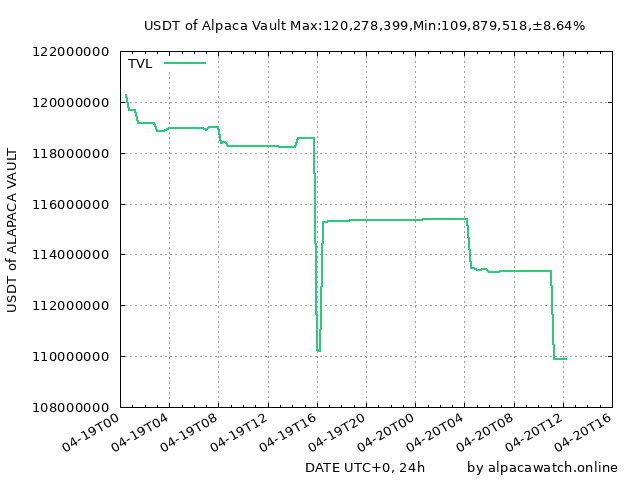 USDT of Alpaca Vault Max:120,278,399,Min:109,879,518,±8.64%
TVL
USDT of ALAPACA VAULT
122000000
120000000
118000000
116000000
114000000
112000000
110000000
108000000
04-19T00
04-19T04
04-19T08
04-19T12
04-19T16
04-19T20
04-20T00
04-20T04
04-20T08
04-20T12
04-20T16
DATE UTC+0, 24h
by alpacawatch.online